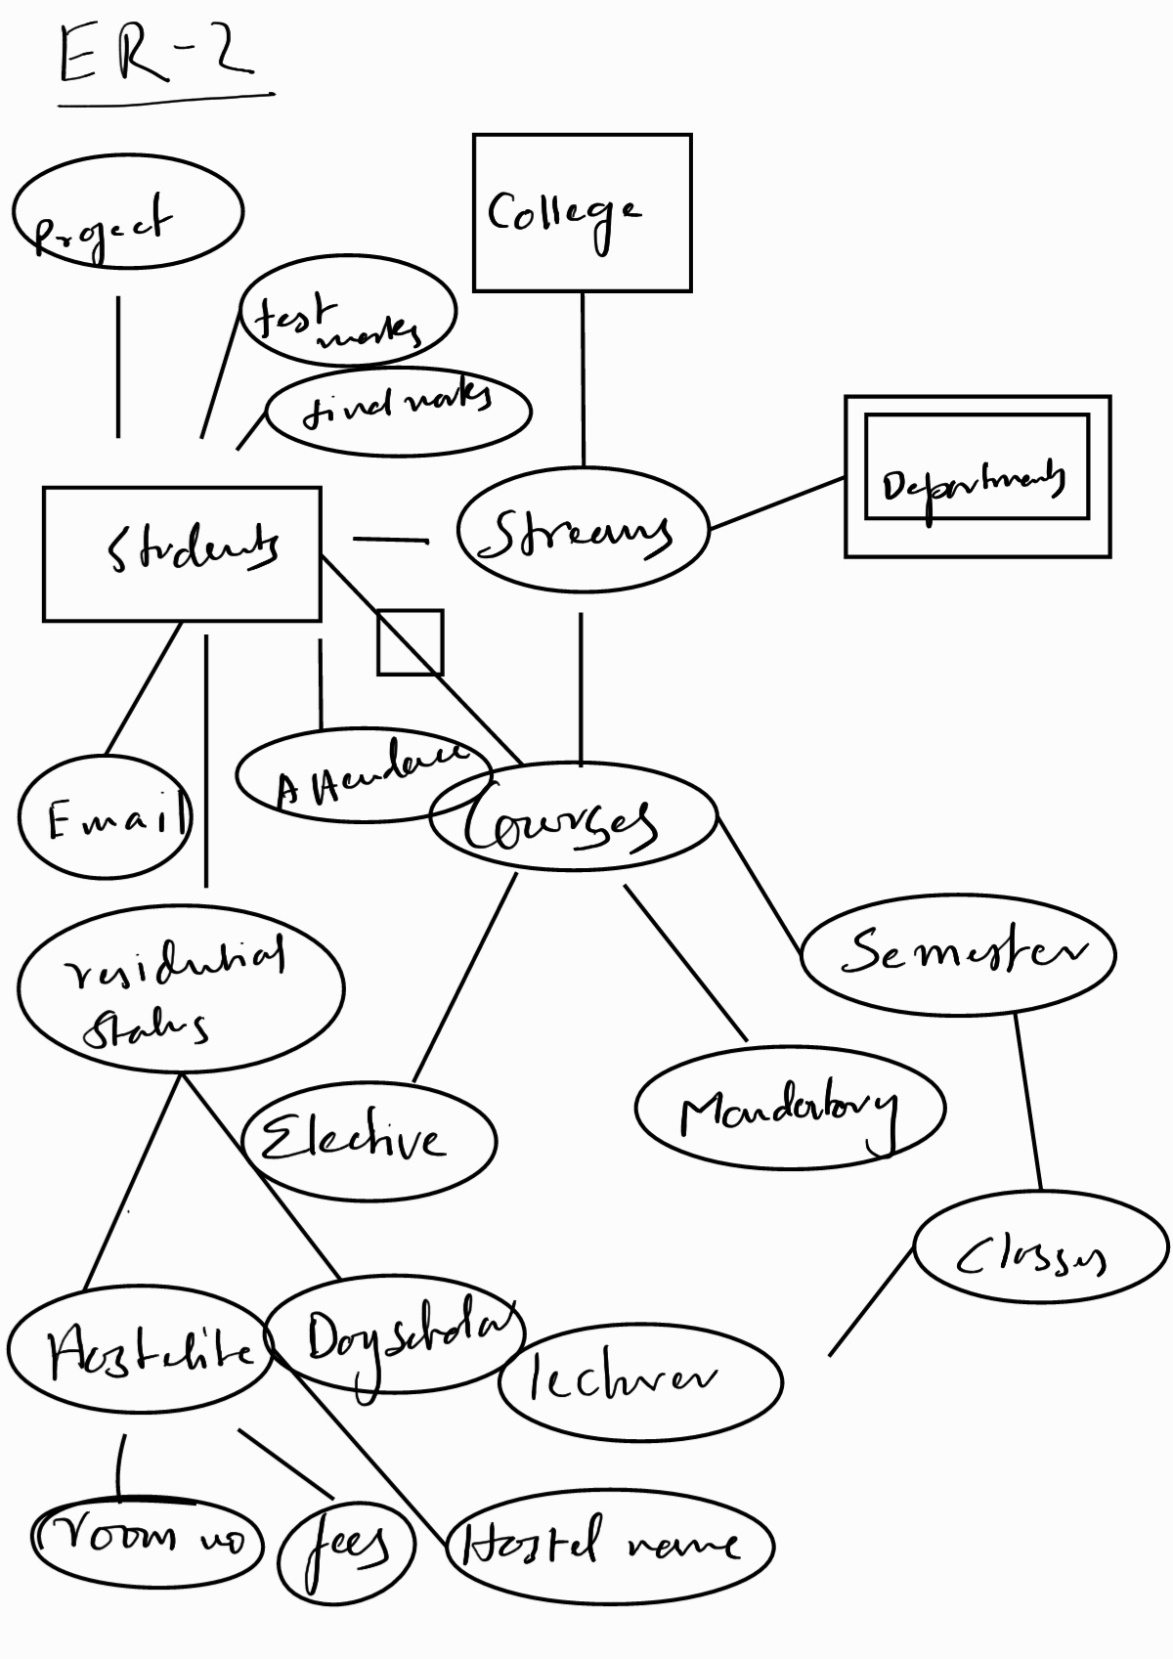 ER-2
College
Project
test
marks
final marks
Departments
Streams
Students
Attendance
Email
Courses
Semester
residential
status
Mandatory
Elective
Classes
Hostelite
Dayscholar
lecturer
room no
fees
Hostel name